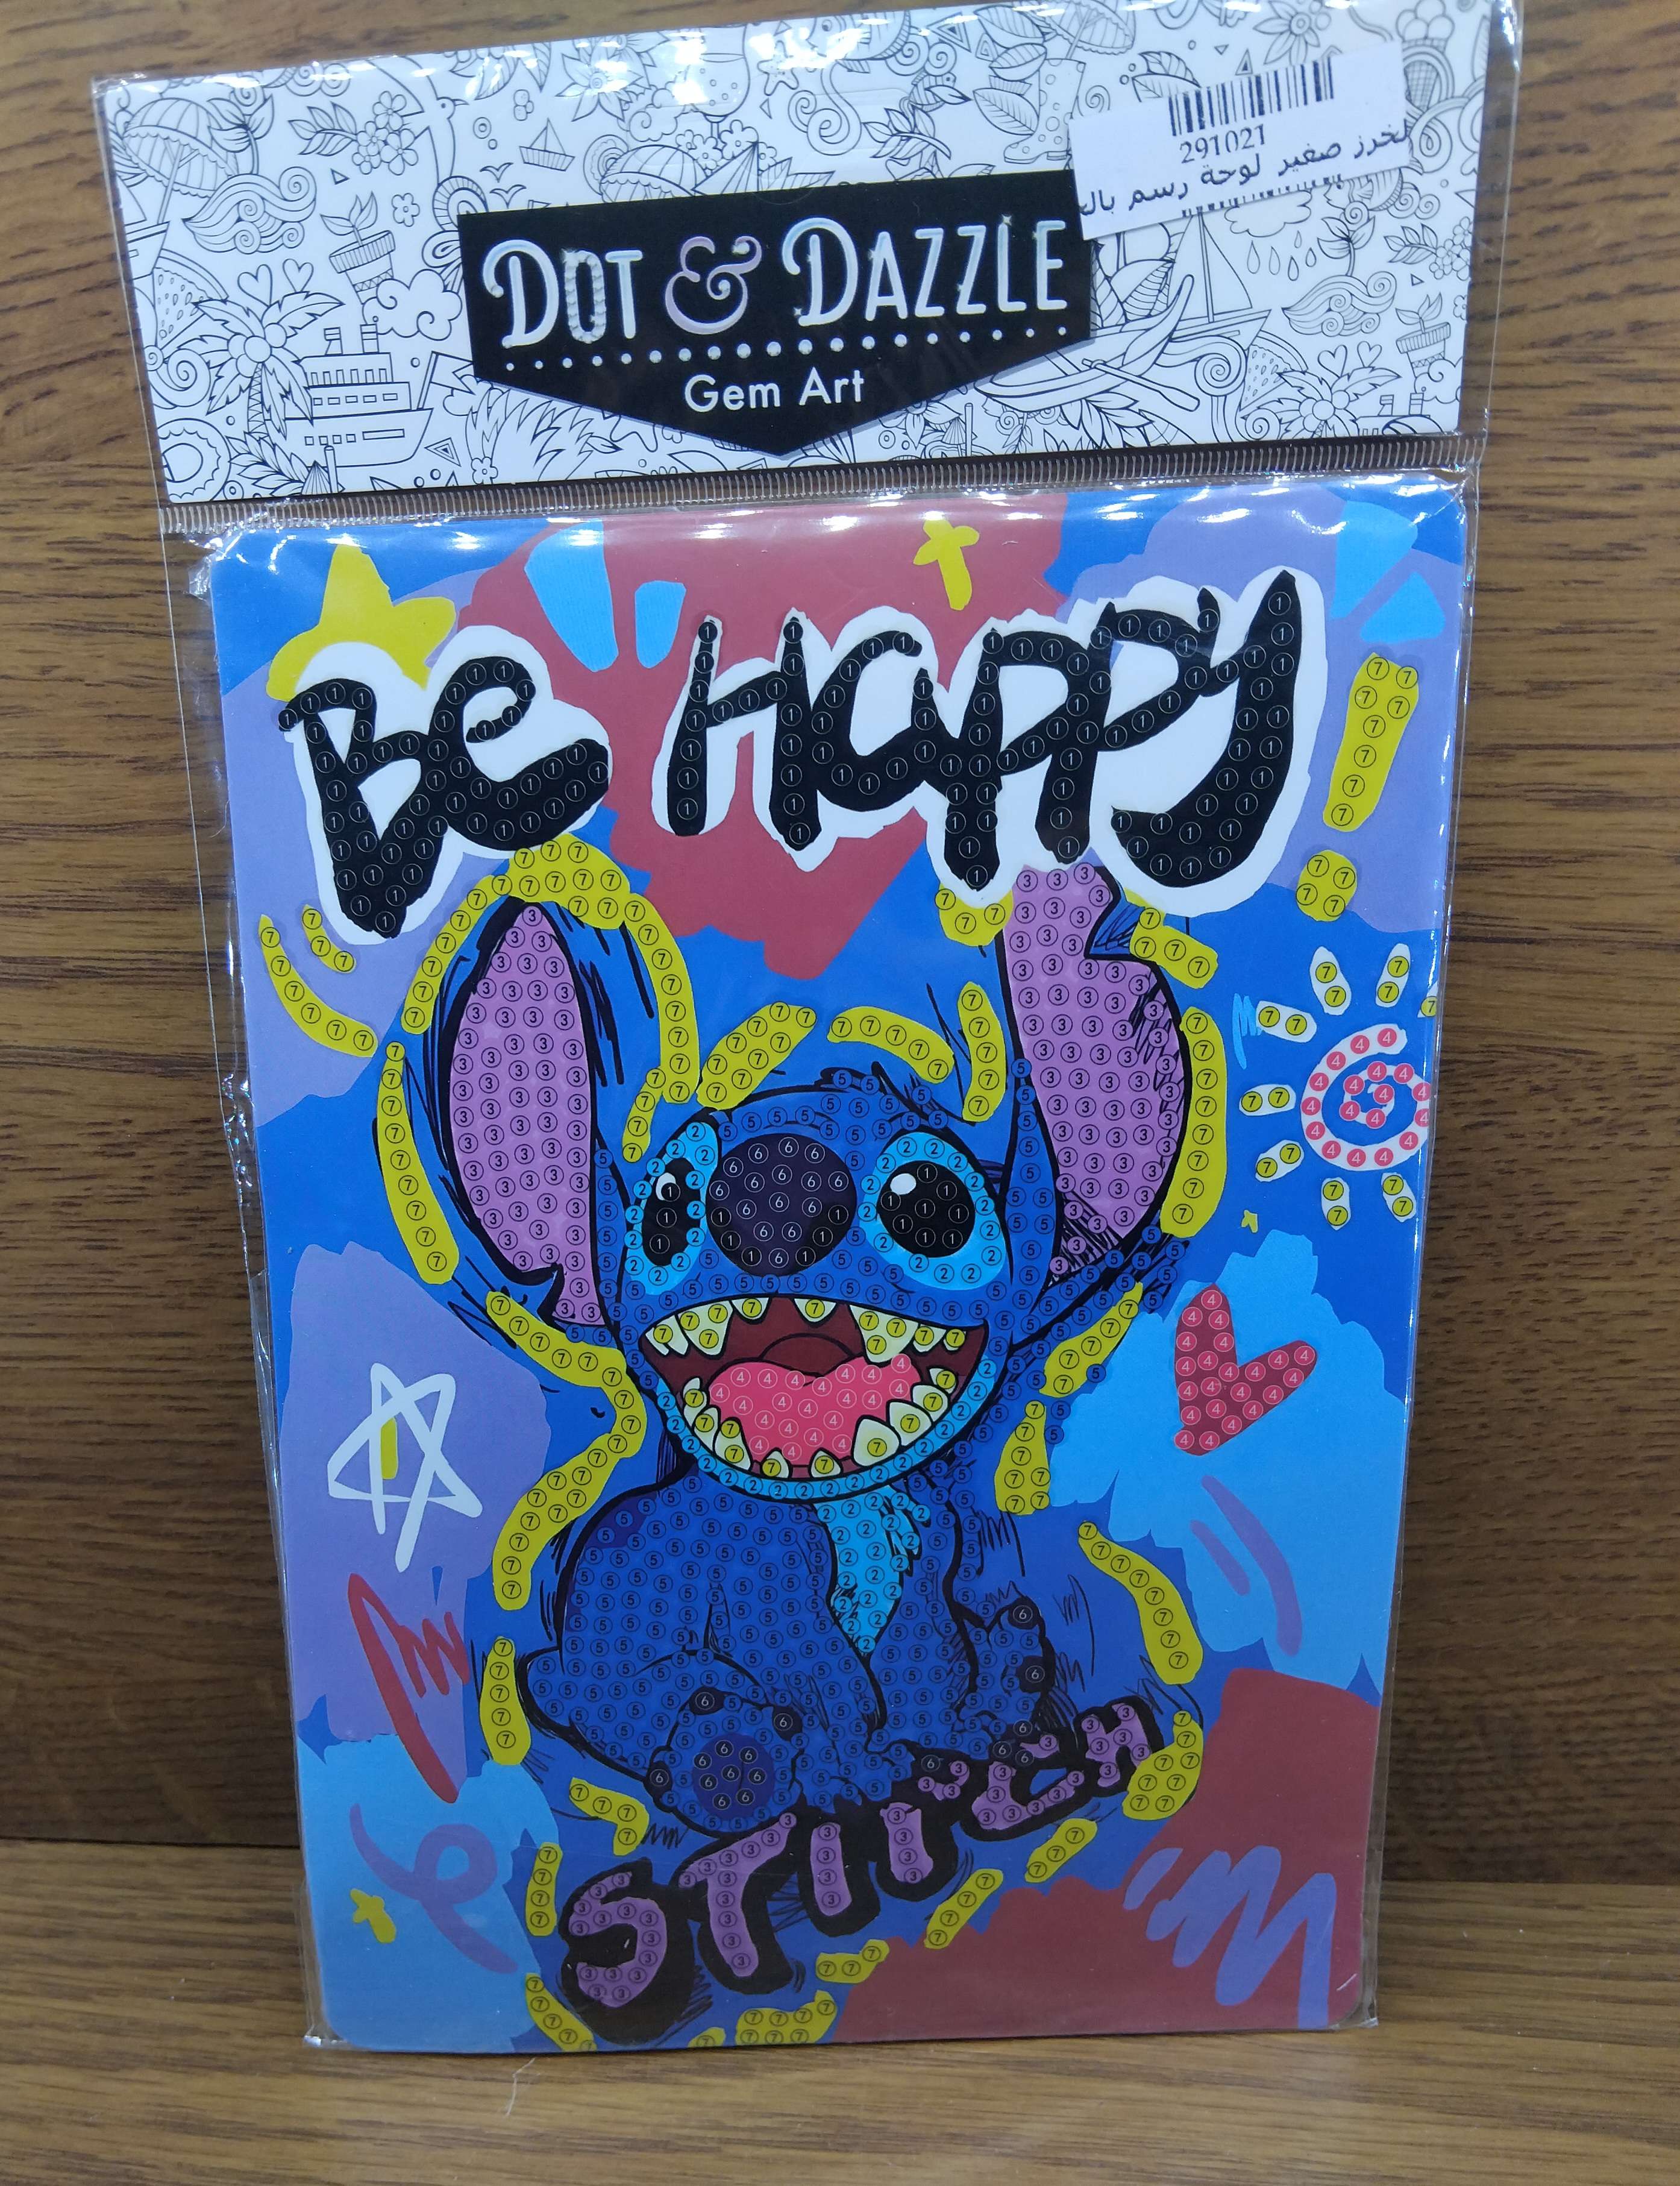 291021
لخرز صغير لوحة رسم بال
DOT & DAZZLE
Gem Art
Be Happy
STITCH